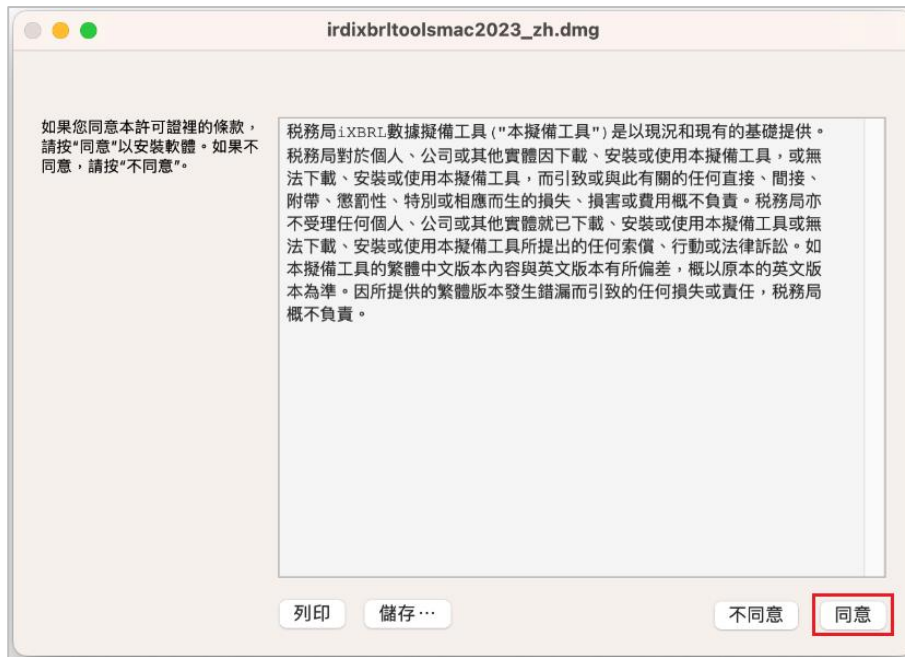 irdixbrltoolsmac2023_zh.dmg
如果您同意本許可證裡的條款，
請按“同意”以安裝軟體。如果不
同意，請按“不同意”。
税務局iXBRL數據擬備工具("本擬備工具")是以現況和現有的基礎提供。
税務局對於個人、公司或其他實體因下載、安裝或使用本擬備工具，或無
法下載、安裝或使用本擬備工具，而引致或與此有關的任何直接、間接、
附帶、懲罰性、特別或相應而生的損失、損害或費用概不負責。税務局亦
不受理任何個人、公司或其他實體就已下載、安裝或使用本擬備工具或無
法下載、安裝或使用本擬備工具所提出的任何索償、行動或法律訴訟。如
本擬備工具的繁體中文版本內容與英文版本有所偏差，概以原本的英文版
本為準。因所提供的繁體版本發生錯漏而引致的任何損失或責任，税務局
概不負責。
列印
儲存…
不同意
同意